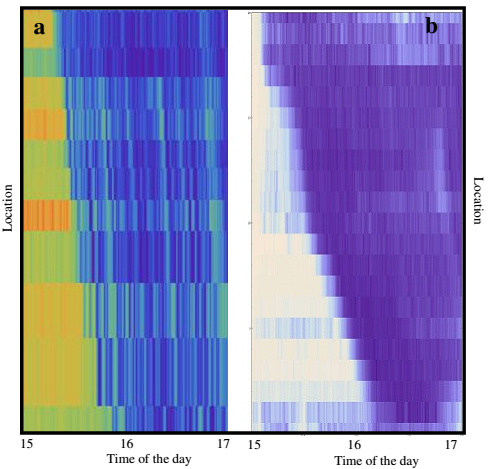 a
b
Location
Location
15 16 17 15 16 17
Time of the day Time of the day